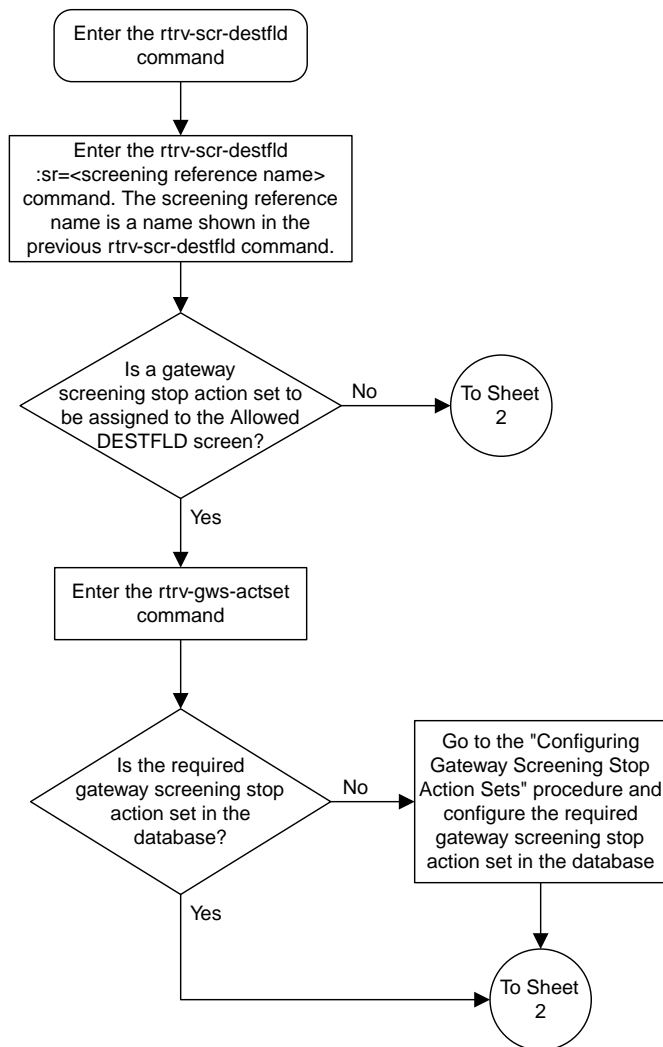 Enter the rtrv-scr-destfld
command
Enter the rtrv-scr-destfld
:sr=<screening reference name>
command. The screening reference
name is a name shown in the
previous rtrv-scr-destfld command.
Is a gateway
screening stop action set to
be assigned to the Allowed
DESTFLD screen?
No
To Sheet
2
Yes
Enter the rtrv-gws-actset
command
Is the required
gateway screening stop
action set in the
database?
No
Go to the "Configuring
Gateway Screening Stop
Action Sets" procedure and
configure the required
gateway screening stop
action set in the database
Yes
To Sheet
2